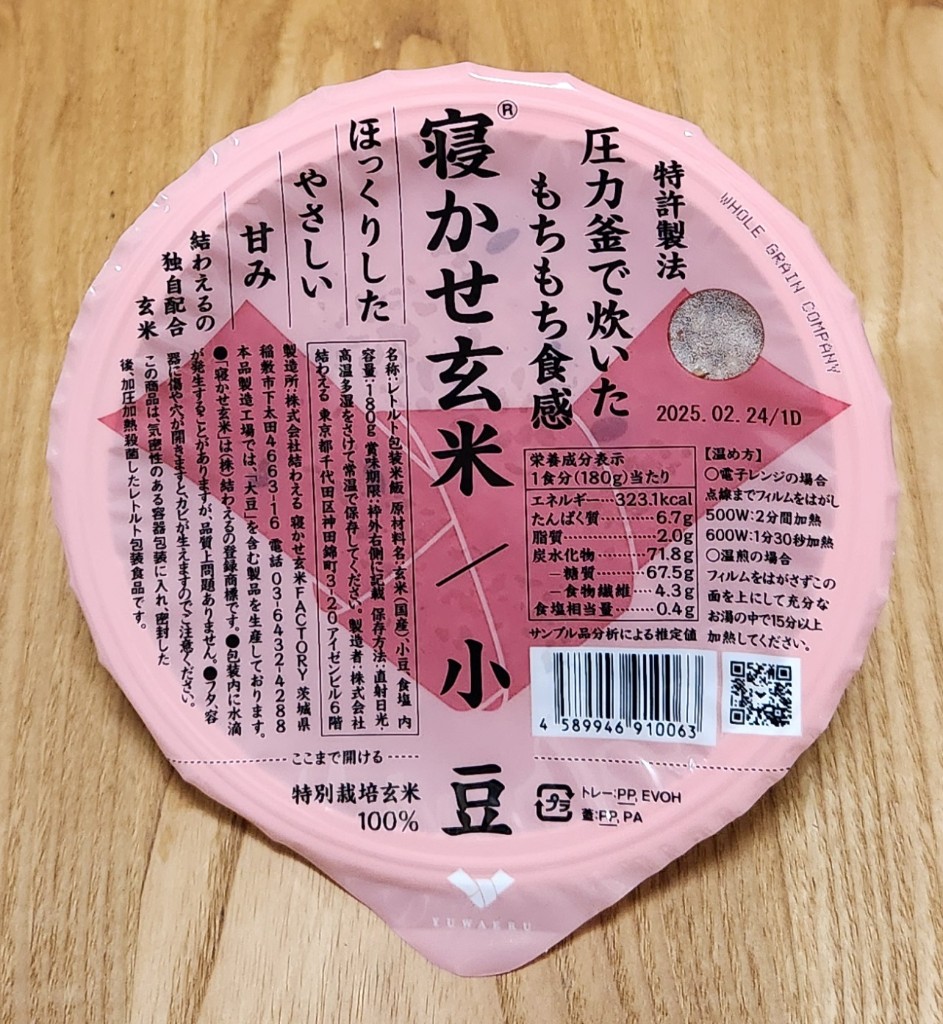 WHOLE GRAIN COMPANY
特許製法
圧力釜で炊いた
もちもち食感
寝かせ玄米®／小豆
ほっくりした
やさしい
甘み
結わえるの
独自配合
玄米
2025.02.24/1D
【温め方】
○電子レンジの場合
点線までフィルムをはがし
500W:2分間加熱
600W:1分30秒加熱
○湯煎の場合
フィルムをはがさずこの
面を上にして充分な
お湯の中で15分以上
加熱してください。
栄養成分表示
1食分(180g)当たり
エネルギー…323.1kcal
たんぱく質………6.7g
脂質………2.0g
炭水化物………71.8g
－糖質………67.5g
－食物繊維……4.3g
食塩相当量………0.4g
サンプル品分析による推定値
名称:レトルト包装米飯 原材料名:玄米(国産)、小豆、食塩 内
容量:180g 賞味期限:枠外右側に記載 保存方法:直射日光・
高温多湿をさけて常温で保存してください。製造者:株式会社
結わえる 東京都千代田区神田錦町3-20 アイゼンビル6階
製造所:株式会社結わえる 寝かせ玄米FACTORY 茨城県
稲敷市下太田4663-16 電話 03-6432-4288
本品製造工場では、「大豆」を含む製品を生産しております。
●「寝かせ玄米」は(株)結わえるの登録商標です。●包装内に水滴
が発生することがありますが、品質上問題ありません。●フタ、容
器に傷や穴が開きますと、カビが生えますのでご注意ください。
この商品は、気密性のある容器包装に入れ、密封した
後、加圧加熱殺菌したレトルト包装食品です。
4 589946 910063
ここまで開ける
特別栽培玄米
100%
プラ
トレー:PP, EVOH
蓋:PP, PA
YUWAERU